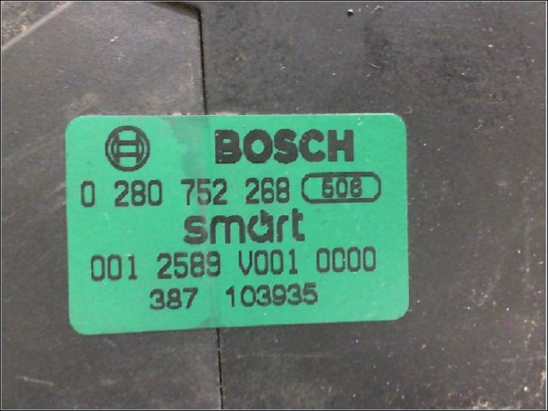 BOSCH
0 280 752 268 608
smart
001 2589 V001 0000
387 103935